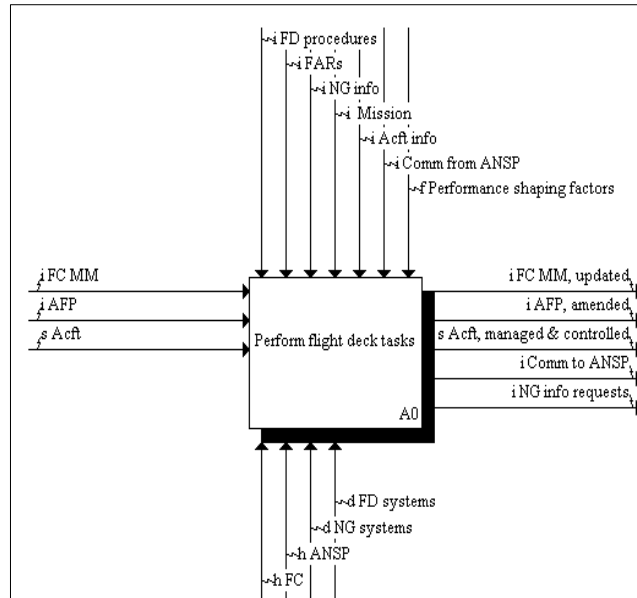 i FD procedures
i FARs
i NG info
i Mission
i Acft info
i Comm from ANSP
f Performance shaping factors
i FC MM
i AFP
s Acft
Perform flight deck tasks
A0
i FC MM, updated
i AFP, amended
s Acft, managed & controlled
i Comm to ANSP
i NG info requests
d FD systems
d NG systems
h ANSP
h FC